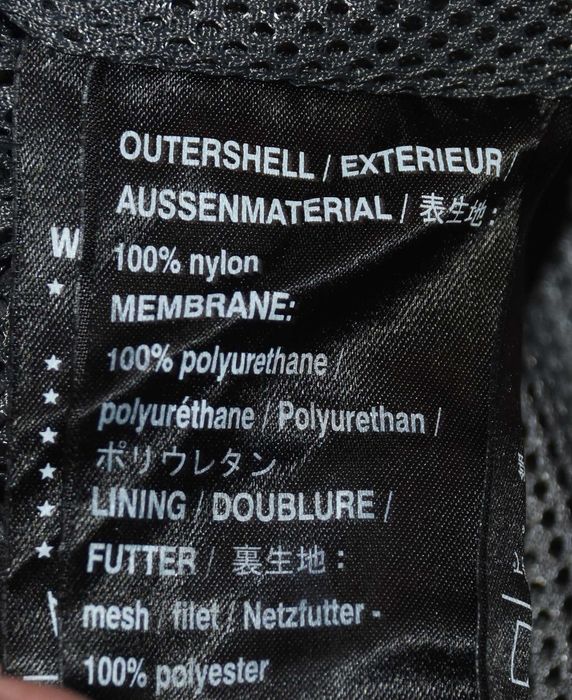 OUTERSHELL / EXTERIEUR /
AUSSENMATERIAL / 表生地 :
100% nylon
MEMBRANE:
100% polyurethane /
polyuréthane / Polyurethan /
ポリウレタン
LINING / DOUBLURE /
FUTTER / 裏生地 :
mesh / filet / Netzfutter -
100% polyester
W